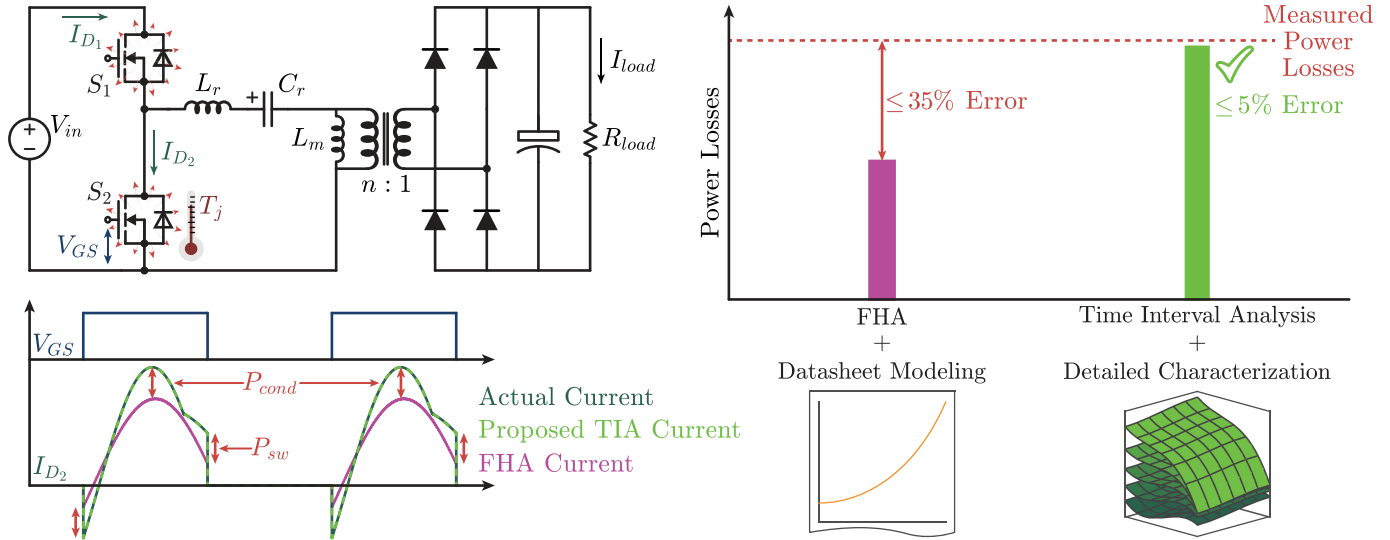 I_{D_1}
S_1
L_r
+
C_r
I_{load}
+
V_{in}
−
I_{D_2}
L_m
R_{load}
n : 1
S_2
T_j
V_{GS}
V_{GS}
P_{cond}
Actual Current
Proposed TIA Current
P_{sw}
FHA Current
I_{D_2}
Measured
Power
Losses
≤35% Error
≤5% Error
Power Losses
FHA
+
Datasheet Modeling
Time Interval Analysis
+
Detailed Characterization